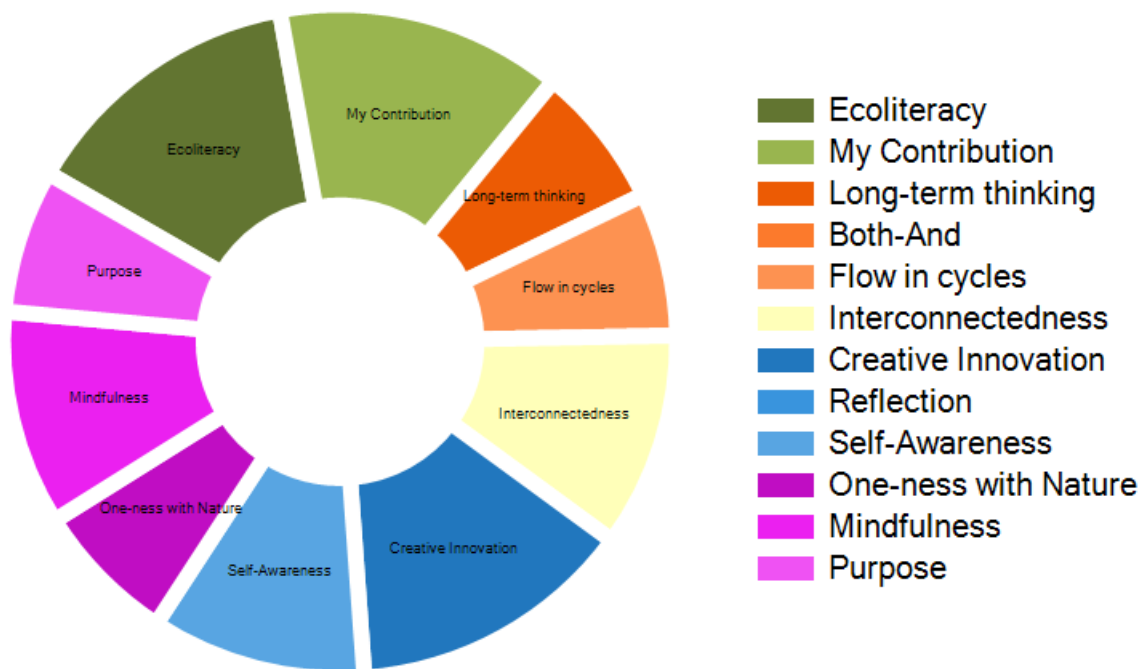 My Contribution
Ecoliteracy
Long-term thinking
Purpose
Flow in cycles
Mindfulness
Interconnectedness
One-ness with Nature
Creative Innovation
Self-Awareness
Ecoliteracy
My Contribution
Long-term thinking
Both-And
Flow in cycles
Interconnectedness
Creative Innovation
Reflection
Self-Awareness
One-ness with Nature
Mindfulness
Purpose